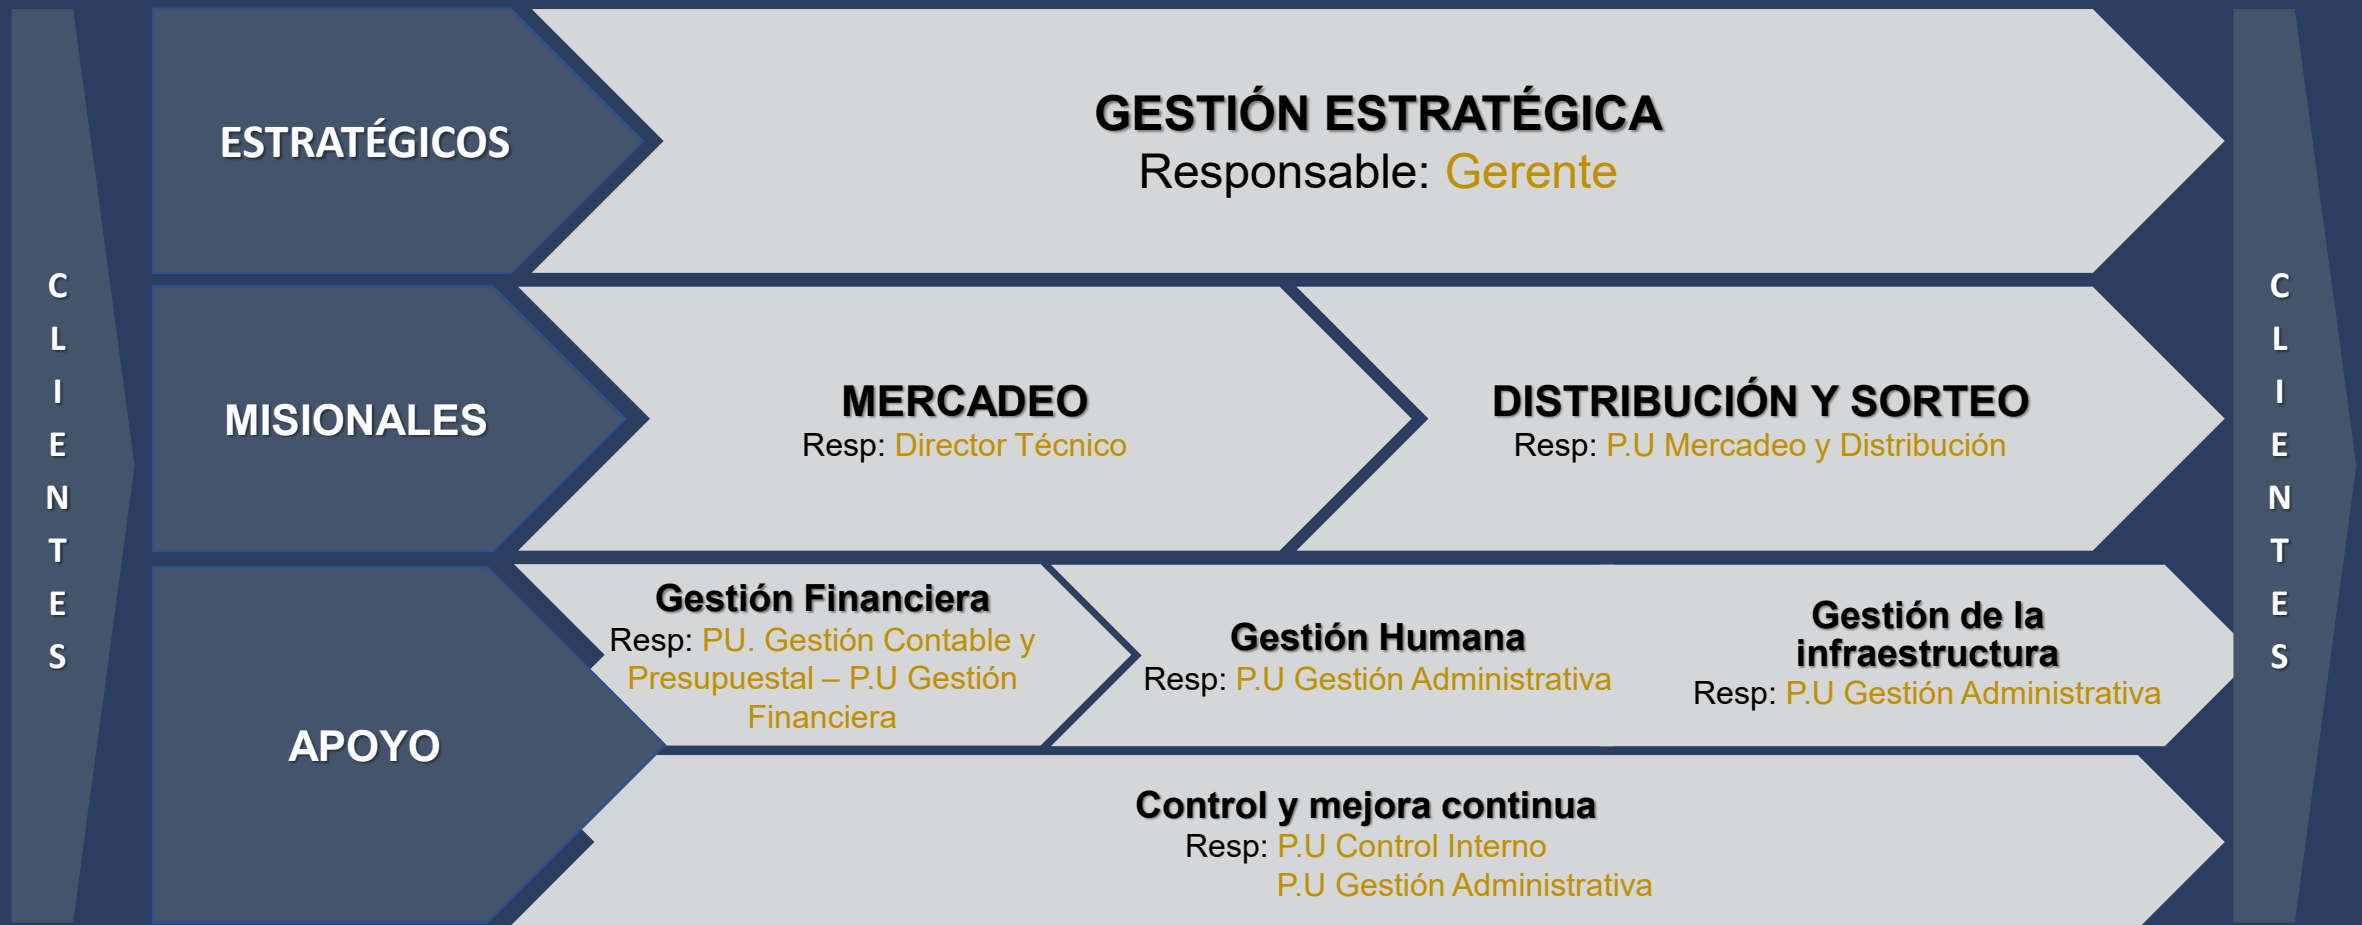 C
L
I
E
N
T
E
S
ESTRATÉGICOS
GESTIÓN ESTRATÉGICA
Responsable: Gerente
MISIONALES
MERCADEO
Resp: Director Técnico
DISTRIBUCIÓN Y SORTEO
Resp: P.U Mercadeo y Distribución
APOYO
Gestión Financiera
Resp: PU. Gestión Contable y
Presupuestal – P.U Gestión
Financiera
Gestión Humana
Resp: P.U Gestión Administrativa
Gestión de la
infraestructura
Resp: P.U Gestión Administrativa
Control y mejora continua
Resp: P.U Control Interno
P.U Gestión Administrativa
C
L
I
E
N
T
E
S